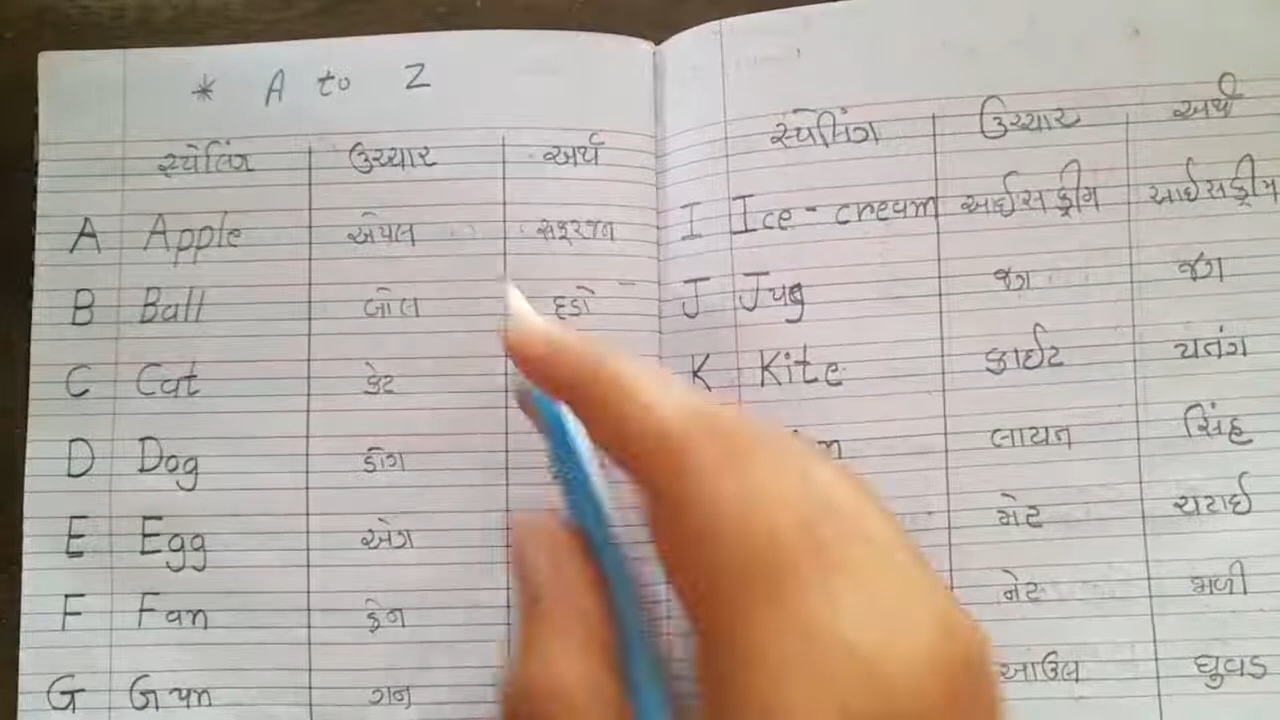 * A to Z
સ્પેલિંગ ઉચ્ચાર અર્થ
A Apple એપલ સફરજન
B Ball બોલ દડો
C Cat કેટ
D Dog ડોગ
E Egg એગ
F Fan ફેન
G Gun ગન
સ્પેલિંગ ઉચ્ચાર અર્થ
I Ice-cream આઈસક્રીમ આઈસક્રીમ
J Jug જગ જગ
K Kite કાઈટ પતંગ
લાયન સિંહ
મેટ ચટાઈ
નેટ
આઉલ ઘુવડ